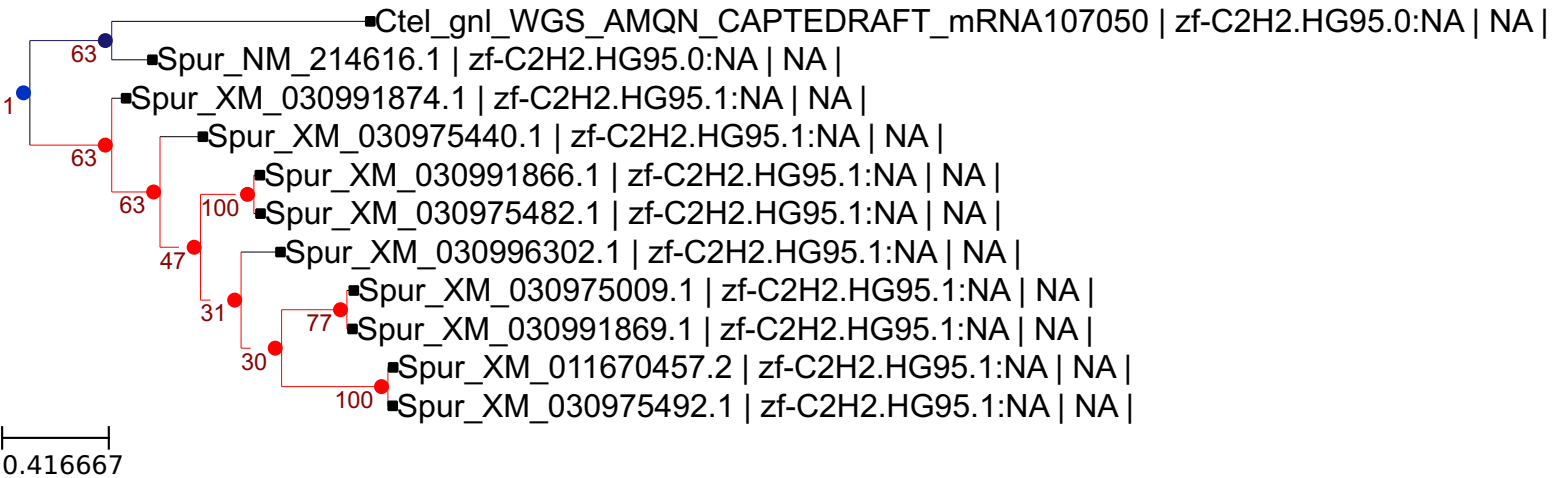 Ctel_gnl_WGS_AMQN_CAPTEDRAFT_mRNA107050 | zf-C2H2.HG95.0:NA | NA |
63
Spur_NM_214616.1 | zf-C2H2.HG95.0:NA | NA |
1
Spur_XM_030991874.1 | zf-C2H2.HG95.1:NA | NA |
63
Spur_XM_030975440.1 | zf-C2H2.HG95.1:NA | NA |
63
Spur_XM_030991866.1 | zf-C2H2.HG95.1:NA | NA |
100
Spur_XM_030975482.1 | zf-C2H2.HG95.1:NA | NA |
47
Spur_XM_030996302.1 | zf-C2H2.HG95.1:NA | NA |
31
Spur_XM_030975009.1 | zf-C2H2.HG95.1:NA | NA |
77
Spur_XM_030991869.1 | zf-C2H2.HG95.1:NA | NA |
30
Spur_XM_011670457.2 | zf-C2H2.HG95.1:NA | NA |
100
Spur_XM_030975492.1 | zf-C2H2.HG95.1:NA | NA |
0.416667